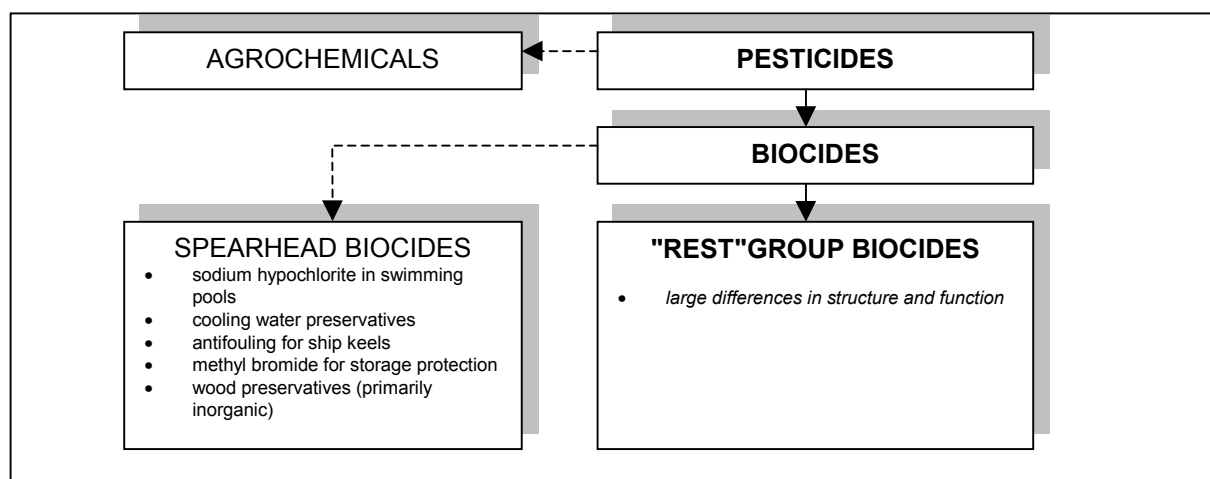 AGROCHEMICALS
PESTICIDES
BIOCIDES
SPEARHEAD BIOCIDES
• sodium hypochlorite in swimming
pools
• cooling water preservatives
• antifouling for ship keels
• methyl bromide for storage protection
• wood preservatives (primarily
inorganic)
"REST"GROUP BIOCIDES
• large differences in structure and function